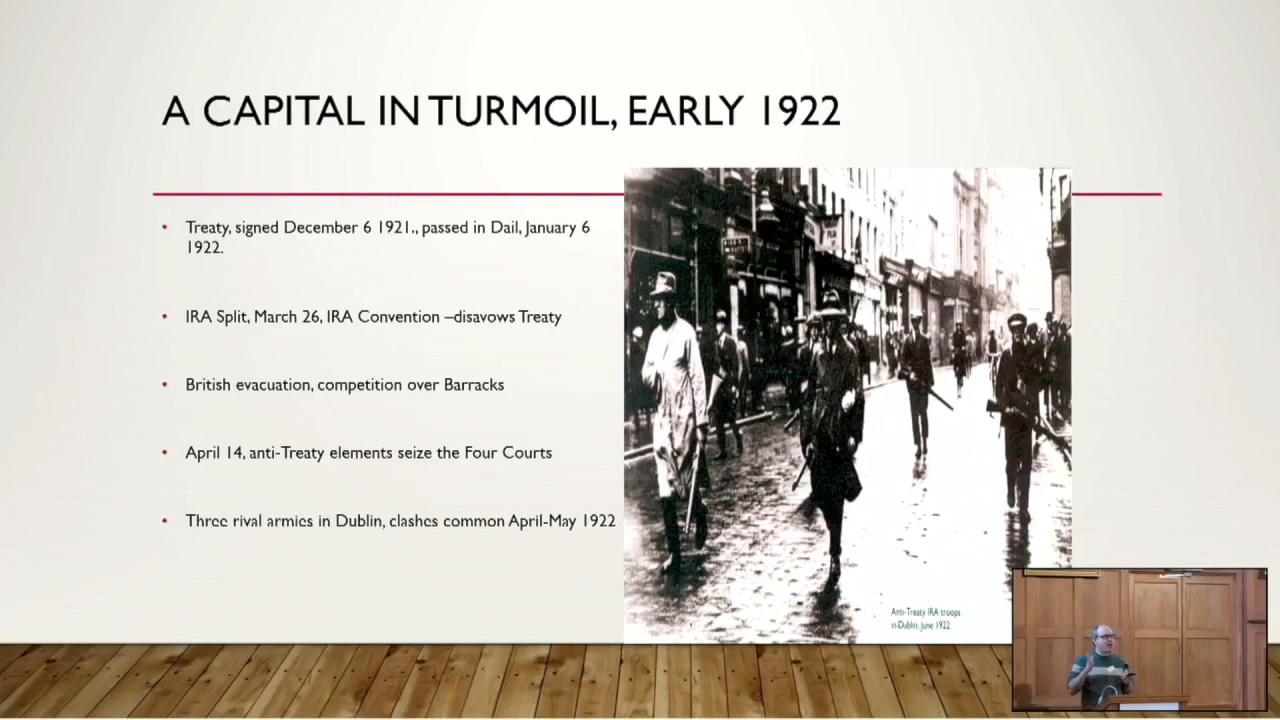 A CAPITAL IN TURMOIL, EARLY 1922
• Treaty, signed December 6 1921., passed in Dail, January 6
1922.
• IRA Split, March 26, IRA Convention –disavows Treaty
• British evacuation, competition over Barracks
• April 14, anti-Treaty elements seize the Four Courts
• Three rival armies in Dublin, clashes common April-May 1922
Anti-Treaty IRA troops
in Dublin, June 1922